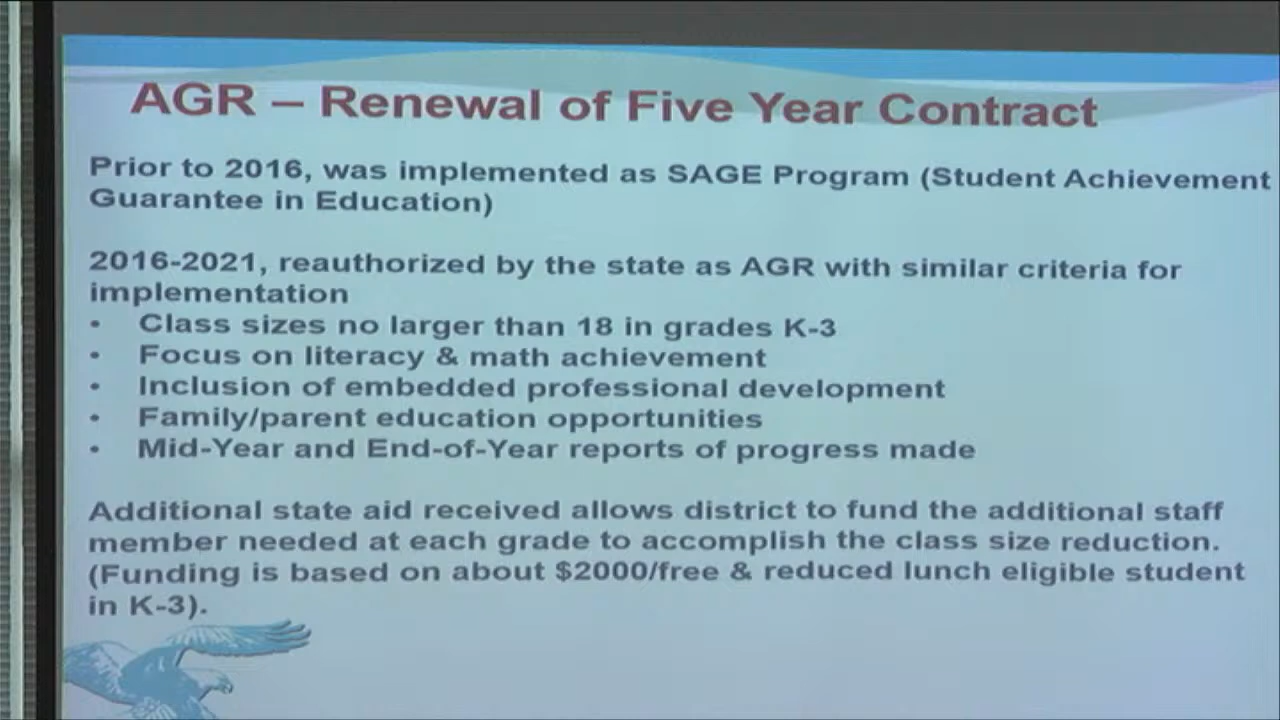 AGR – Renewal of Five Year Contract
Prior to 2016, was implemented as SAGE Program (Student Achievement
Guarantee in Education)
2016-2021, reauthorized by the state as AGR with similar criteria for
implementation
• Class sizes no larger than 18 in grades K-3
• Focus on literacy & math achievement
• Inclusion of embedded professional development
• Family/parent education opportunities
• Mid-Year and End-of-Year reports of progress made
Additional state aid received allows district to fund the additional staff
member needed at each grade to accomplish the class size reduction.
(Funding is based on about $2000/free & reduced lunch eligible student
in K-3).